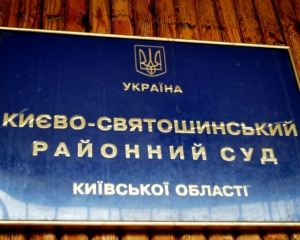 УКРАЇНА
КИЄВО-СВЯТОШИНСЬКИЙ
РАЙОННИЙ СУД
КИЇВСЬКОЇ ОБЛАСТІ